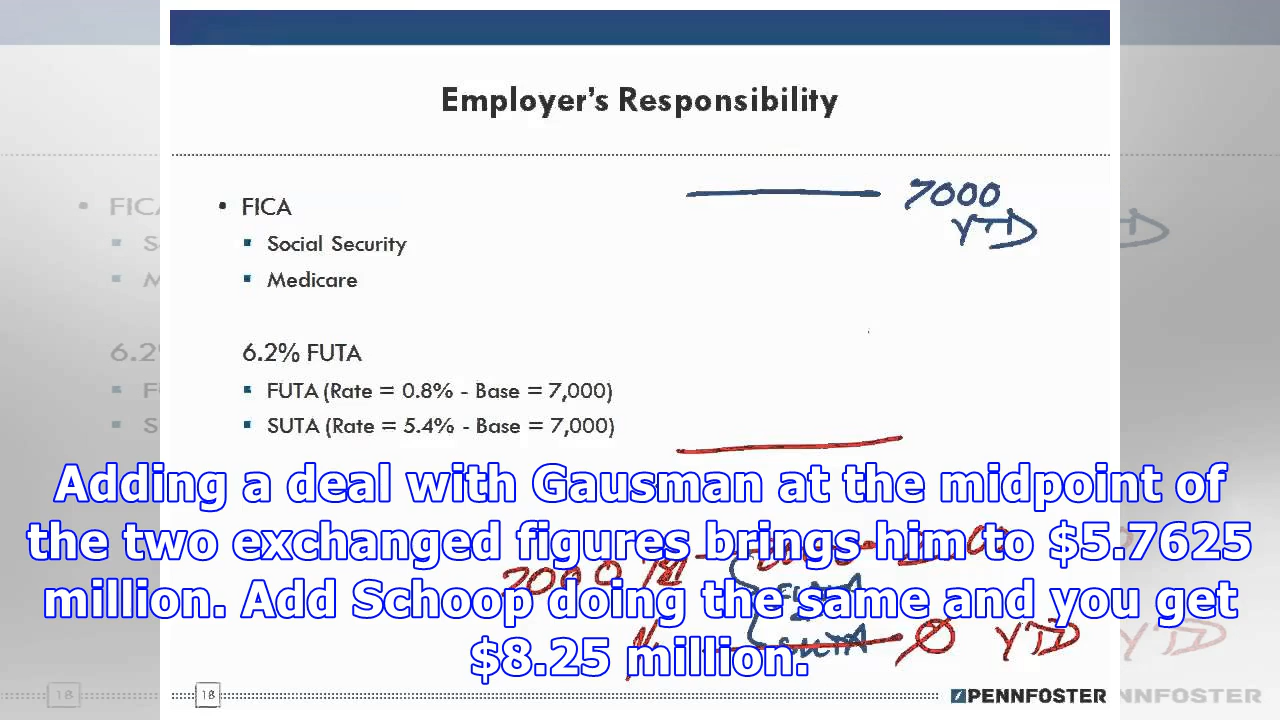 Employer's Responsibility
• FICA
▪ Social Security
▪ Medicare
7000
YTD
6.2% FUTA
▪ FUTA (Rate = 0.8% - Base = 7,000)
▪ SUTA (Rate = 5.4% - Base = 7,000)
Adding a deal with Gausman at the midpoint of
the two exchanged figures brings him to $5.7625
million. Add Schoop doing the same and you get
$8.25 million.
YTD
18
PENNFOSTER